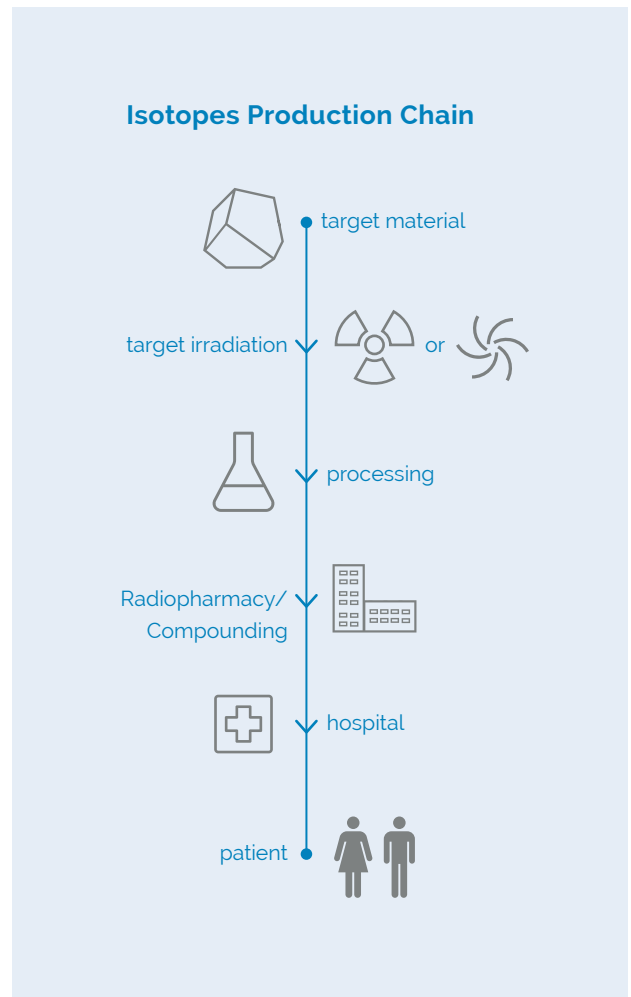 Isotopes Production Chain
target material
target irradiation
or
processing
Radiopharmacy/
Compounding
hospital
patient